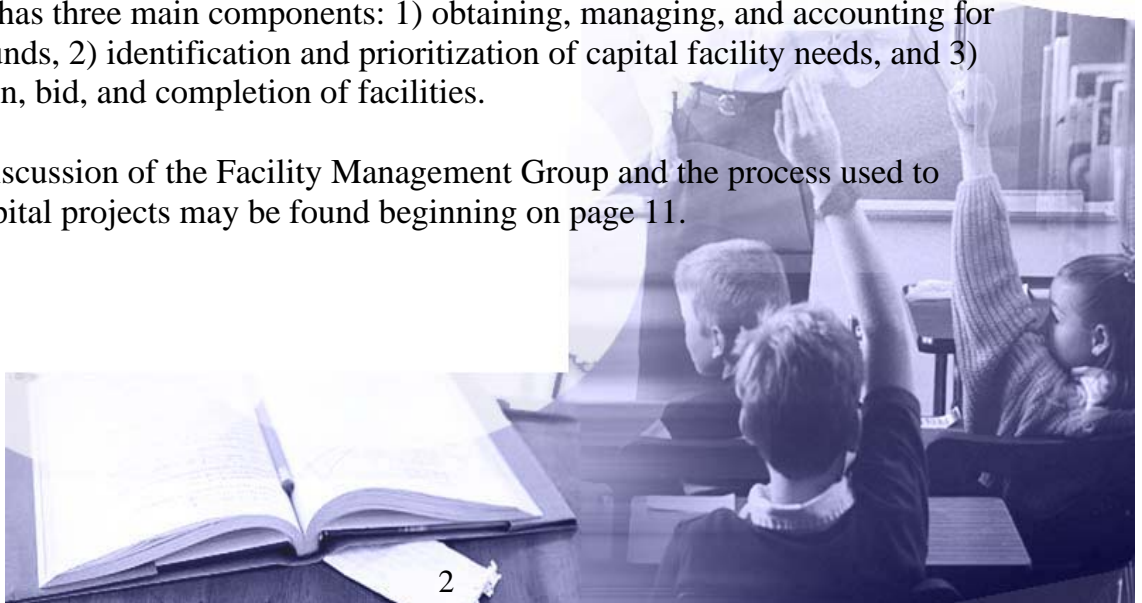 has three main components: 1) obtaining, managing, and accounting for
unds, 2) identification and prioritization of capital facility needs, and 3)
n, bid, and completion of facilities.
iscussion of the Facility Management Group and the process used to
pital projects may be found beginning on page 11.
2